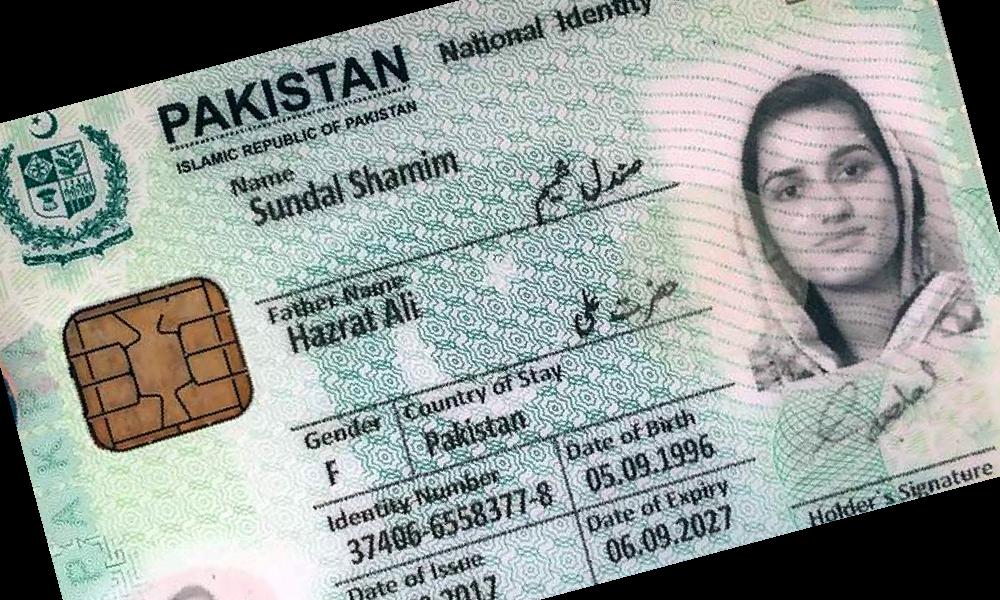 PAKISTAN National Identity
ISLAMIC REPUBLIC OF PAKISTAN
Name
Sundal Shamim
صندل شمیم
Father Name
Hazrat Ali
حضرت علی
Gender
F
Country of Stay
Pakistan
Identity Number
37406-6558377-8
Date of Birth
05.09.1996
Date of Issue
2017
Date of Expiry
06.09.2027
Holder's Signature